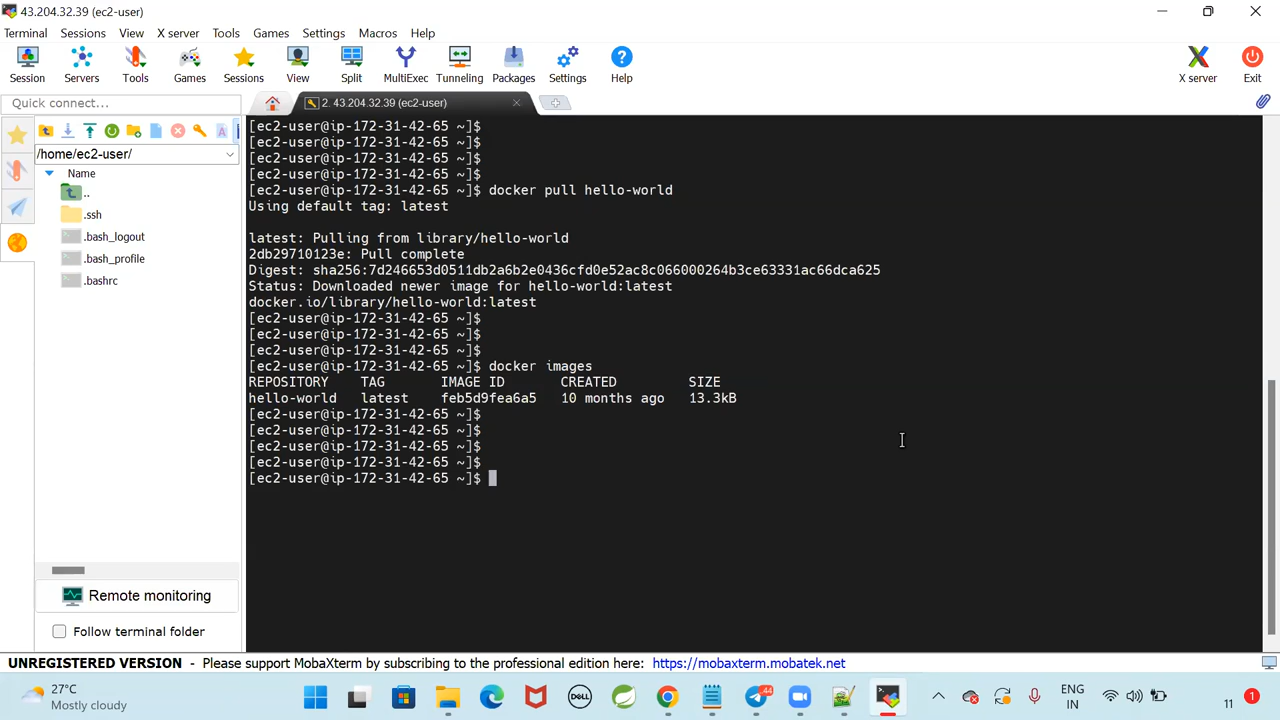 43.204.32.39 (ec2-user)
Terminal Sessions View X server Tools Games Settings Macros Help
Session Servers Tools Games Sessions View Split MultiExec Tunneling Packages Settings Help X server Exit
Quick connect...
2. 43.204.32.39 (ec2-user)
/home/ec2-user/
Name
..
.ssh
.bash_logout
.bash_profile
.bashrc
[ec2-user@ip-172-31-42-65 ~]$
[ec2-user@ip-172-31-42-65 ~]$
[ec2-user@ip-172-31-42-65 ~]$
[ec2-user@ip-172-31-42-65 ~]$
[ec2-user@ip-172-31-42-65 ~]$ docker pull hello-world
Using default tag: latest
latest: Pulling from library/hello-world
2db29710123e: Pull complete
Digest: sha256:7d246653d0511db2a6b2e0436cfd0e52ac8c066000264b3ce63331ac66dca625
Status: Downloaded newer image for hello-world:latest
docker.io/library/hello-world:latest
[ec2-user@ip-172-31-42-65 ~]$
[ec2-user@ip-172-31-42-65 ~]$
[ec2-user@ip-172-31-42-65 ~]$
[ec2-user@ip-172-31-42-65 ~]$ docker images
REPOSITORY TAG IMAGE ID CREATED SIZE
hello-world latest feb5d9fea6a5 10 months ago 13.3kB
[ec2-user@ip-172-31-42-65 ~]$
[ec2-user@ip-172-31-42-65 ~]$
[ec2-user@ip-172-31-42-65 ~]$
[ec2-user@ip-172-31-42-65 ~]$
[ec2-user@ip-172-31-42-65 ~]$
Remote monitoring
Follow terminal folder
UNREGISTERED VERSION - Please support MobaXterm by subscribing to the professional edition here: https://mobaxterm.mobatek.net
27°C
Mostly cloudy
DELL
44
ENG
IN
11
1